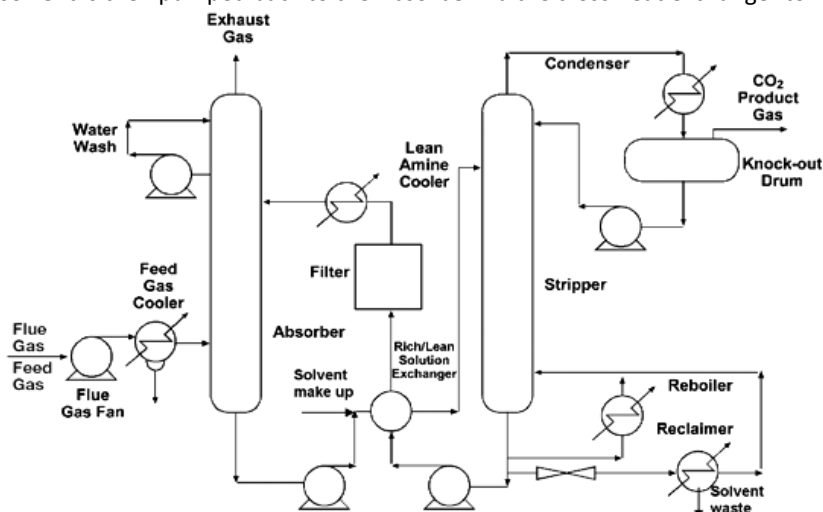 Exhaust
Gas
Condenser
CO2
Product
Gas
Water
Wash
Lean
Amine
Cooler
Knock-out
Drum
Feed
Gas
Cooler
Filter
Stripper
Flue
Gas
Feed
Gas
Absorber
Rich/Lean
Solution
Exchanger
Flue
Gas Fan
Solvent
make up
Reboiler
Reclaimer
Solvent
waste